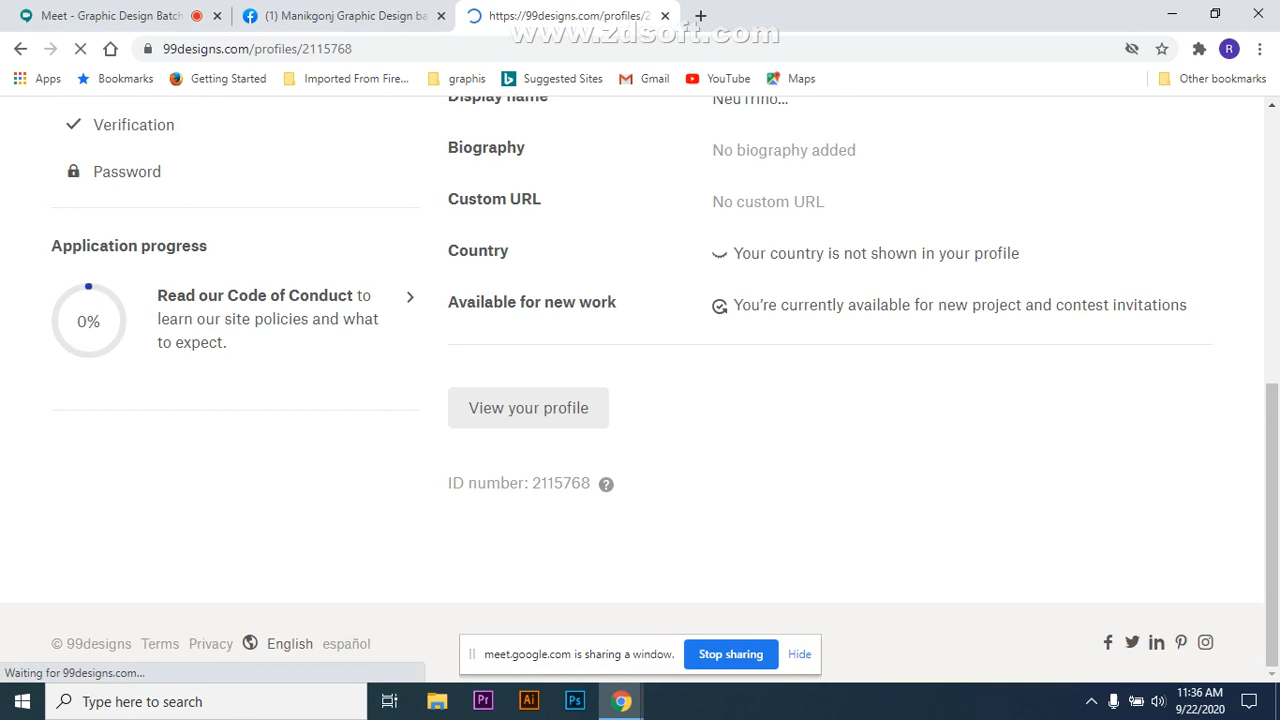 Meet - Graphic Design Batch
(1) Manikgonj Graphic Design ba
https://99designs.com/profiles/2
www.zdsoft.com
99designs.com/profiles/2115768
R
Apps
Bookmarks
Getting Started
Imported From Fire...
graphis
Suggested Sites
Gmail
YouTube
Maps
Other bookmarks
Display name NeuTrino...
Verification
Biography No biography added
Password
Custom URL No custom URL
Application progress
Country Your country is not shown in your profile
0%
Read our Code of Conduct to
learn our site policies and what
to expect.
Available for new work You're currently available for new project and contest invitations
View your profile
ID number: 2115768 ?
© 99designs Terms Privacy English español
meet.google.com is sharing a window. Stop sharing Hide
Waiting for 99designs.com...
Type here to search
Pr
Ai
Ps
11:36 AM
9/22/2020